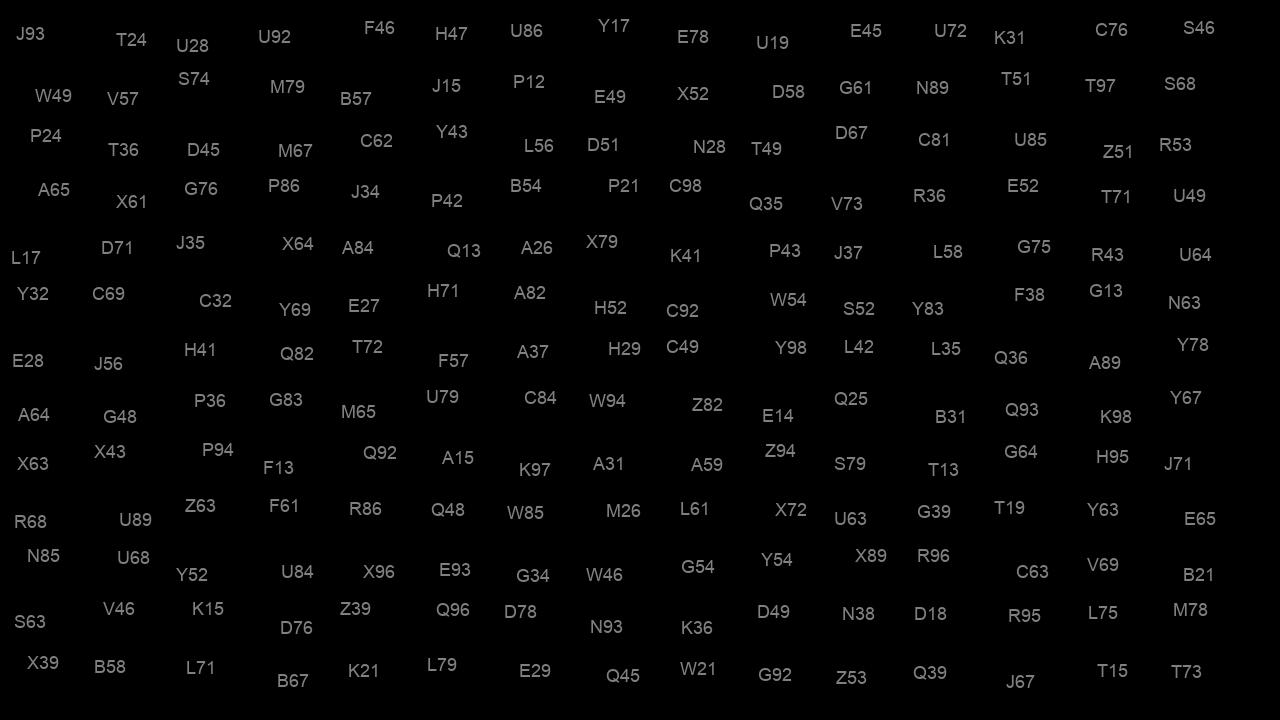 J93 T24 U28 U92 F46 H47 U86 Y17 E78 U19 E45 U72 K31 C76 S46
W49 V57 S74 M79 B57 J15 P12 E49 X52 D58 G61 N89 T51 T97 S68
P24 T36 D45 M67 C62 Y43 L56 D51 N28 T49 D67 C81 U85 Z51 R53
A65 X61 G76 P86 J34 P42 B54 P21 C98 Q35 V73 R36 E52 T71 U49
L17 D71 J35 X64 A84 Q13 A26 X79 K41 P43 J37 L58 G75 R43 U64
Y32 C69 C32 Y69 E27 H71 A82 H52 C92 W54 S52 Y83 F38 G13 N63
E28 J56 H41 Q82 T72 F57 A37 H29 C49 Y98 L42 L35 Q36 A89 Y78
A64 G48 P36 G83 M65 U79 C84 W94 Z82 E14 Q25 B31 Q93 K98 Y67
X63 X43 P94 F13 Q92 A15 K97 A31 A59 Z94 S79 T13 G64 H95 J71
R68 U89 Z63 F61 R86 Q48 W85 M26 L61 X72 U63 G39 T19 Y63 E65
N85 U68 Y52 U84 X96 E93 G34 W46 G54 Y54 X89 R96 C63 V69 B21
S63 V46 K15 D76 Z39 Q96 D78 N93 K36 D49 N38 D18 R95 L75 M78
X39 B58 L71 B67 K21 L79 E29 Q45 W21 G92 Z53 Q39 J67 T15 T73